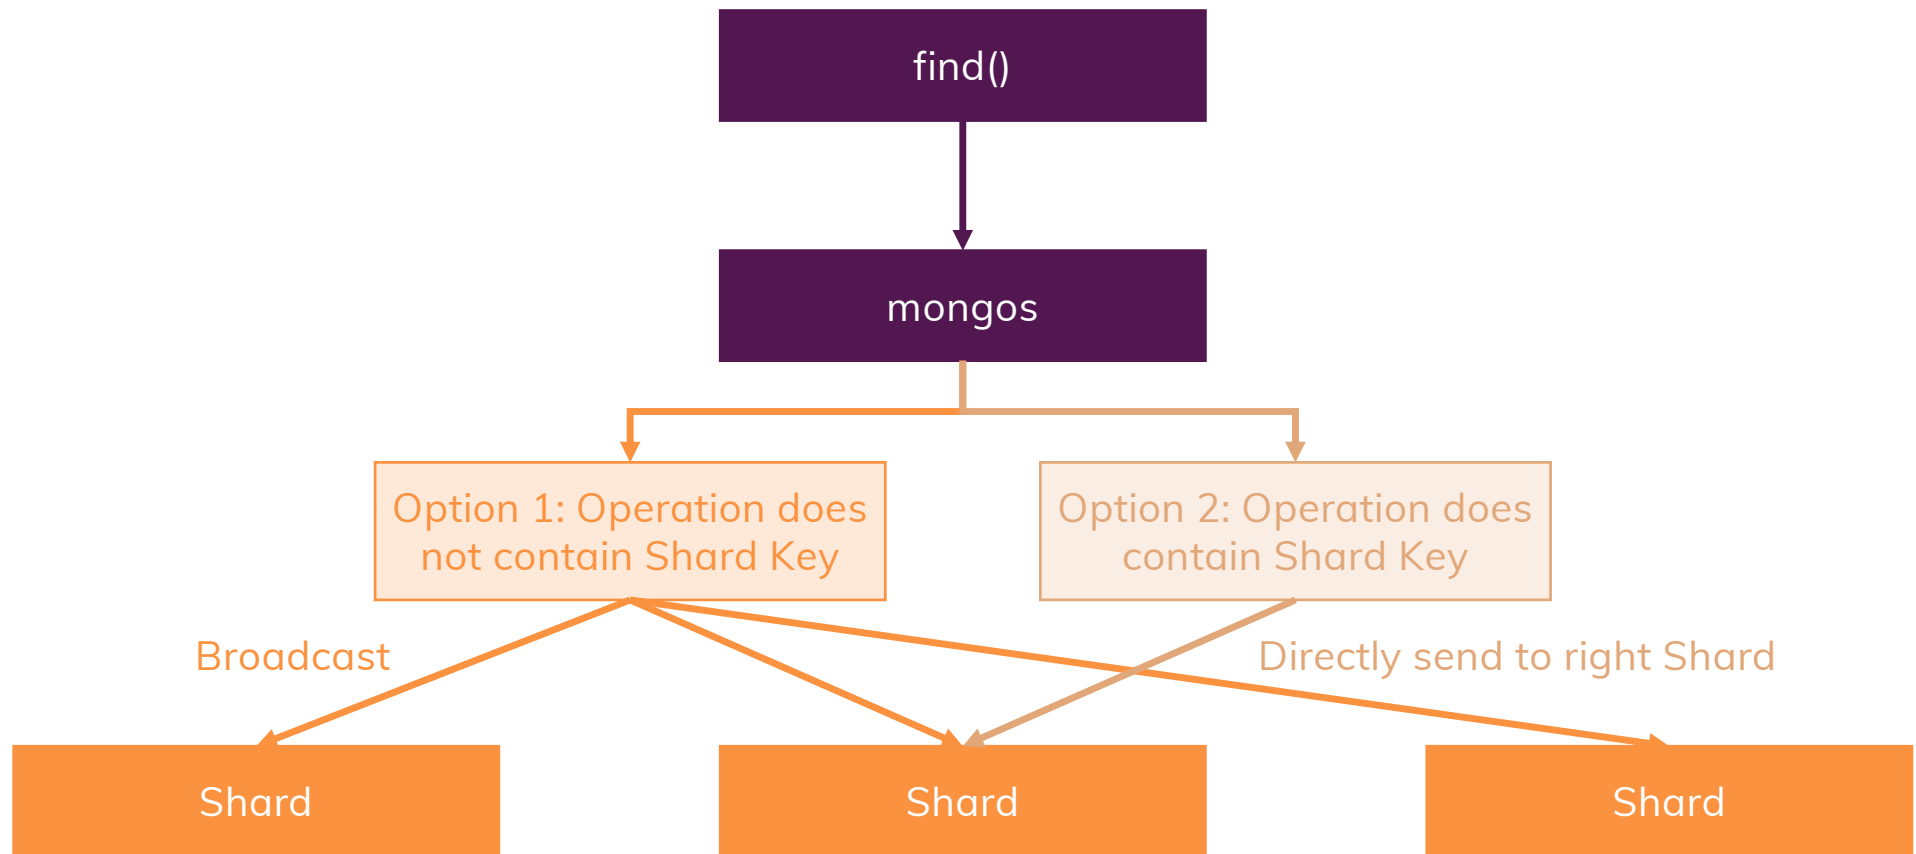 find()
mongos
Option 1: Operation does
not contain Shard Key
Option 2: Operation does
contain Shard Key
Broadcast
Directly send to right Shard
Shard
Shard
Shard